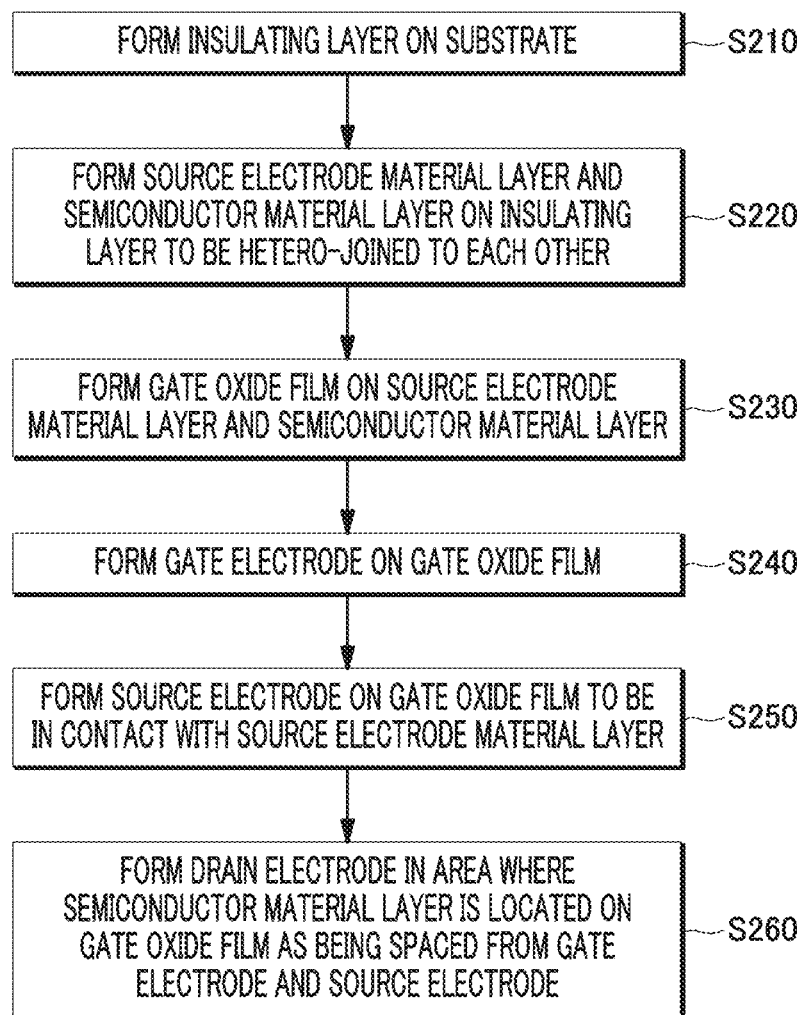 FORM INSULATING LAYER ON SUBSTRATE
S210
FORM SOURCE ELECTRODE MATERIAL LAYER AND
SEMICONDUCTOR MATERIAL LAYER ON INSULATING
LAYER TO BE HETERO-JOINED TO EACH OTHER
S220
FORM GATE OXIDE FILM ON SOURCE ELECTRODE
MATERIAL LAYER AND SEMICONDUCTOR MATERIAL LAYER
S230
FORM GATE ELECTRODE ON GATE OXIDE FILM
S240
FORM SOURCE ELECTRODE ON GATE OXIDE FILM TO BE
IN CONTACT WITH SOURCE ELECTRODE MATERIAL LAYER
S250
FORM DRAIN ELECTRODE IN AREA WHERE
SEMICONDUCTOR MATERIAL LAYER IS LOCATED ON
GATE OXIDE FILM AS BEING SPACED FROM GATE
ELECTRODE AND SOURCE ELECTRODE
S260